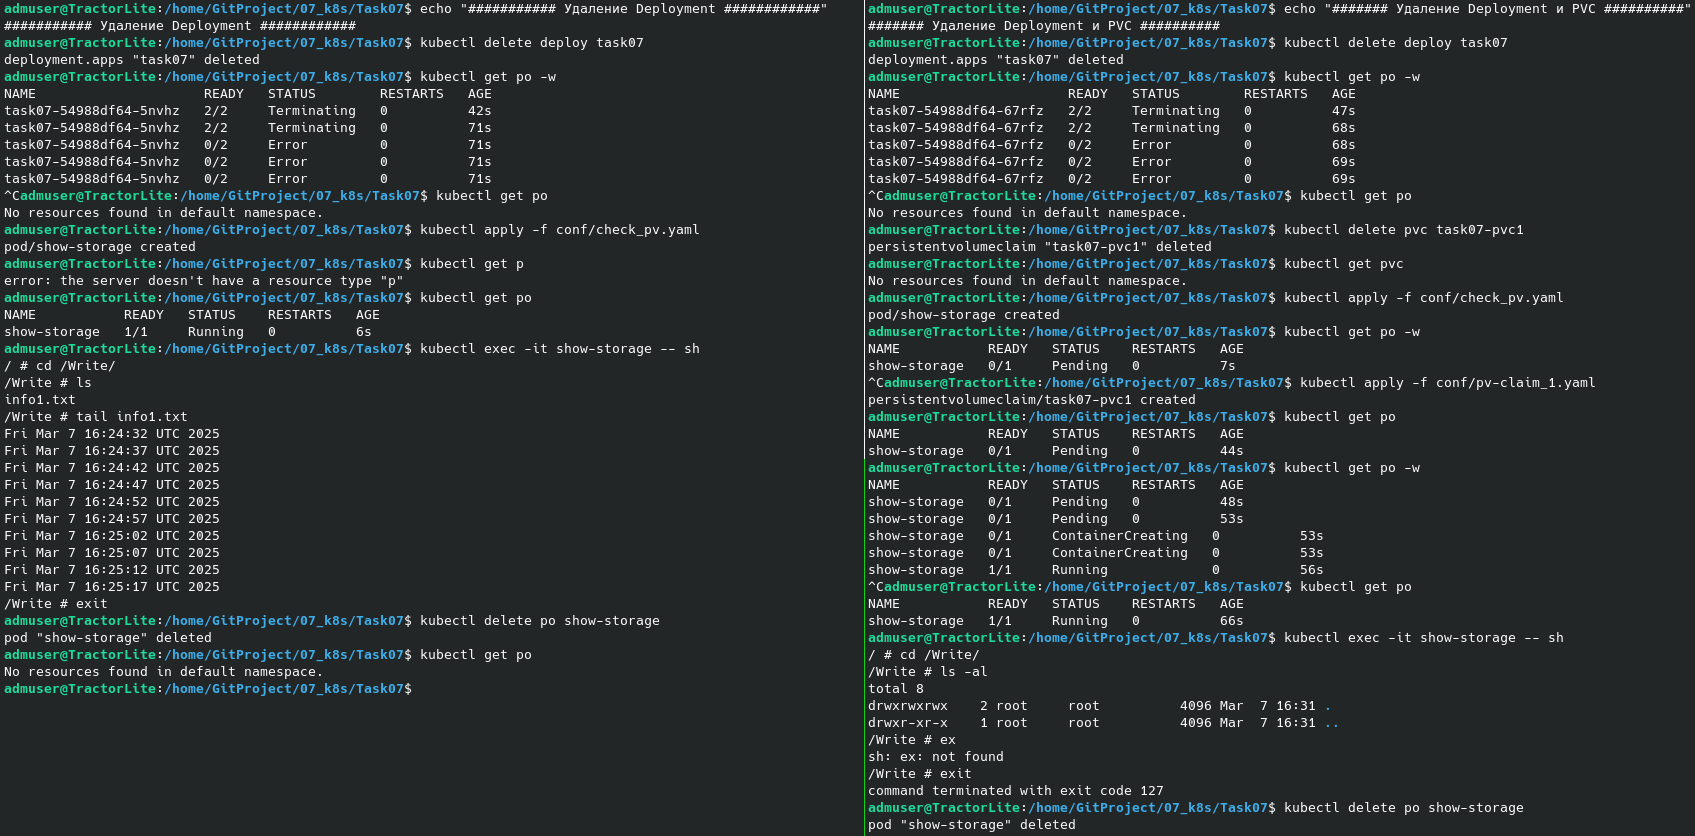 admuser@TractorLite:/home/GitProject/07_k8s/Task07$ echo "########### Удаление Deployment ############"
########### Удаление Deployment ############
admuser@TractorLite:/home/GitProject/07_k8s/Task07$ kubectl delete deploy task07
deployment.apps "task07" deleted
admuser@TractorLite:/home/GitProject/07_k8s/Task07$ kubectl get po -w
NAME                     READY   STATUS        RESTARTS   AGE
task07-54988df64-5nvhz   2/2     Terminating   0          42s
task07-54988df64-5nvhz   2/2     Terminating   0          71s
task07-54988df64-5nvhz   0/2     Error         0          71s
task07-54988df64-5nvhz   0/2     Error         0          71s
task07-54988df64-5nvhz   0/2     Error         0          71s
^Cadmuser@TractorLite:/home/GitProject/07_k8s/Task07$ kubectl get po
No resources found in default namespace.
admuser@TractorLite:/home/GitProject/07_k8s/Task07$ kubectl apply -f conf/check_pv.yaml
pod/show-storage created
admuser@TractorLite:/home/GitProject/07_k8s/Task07$ kubectl get p
error: the server doesn't have a resource type "p"
admuser@TractorLite:/home/GitProject/07_k8s/Task07$ kubectl get po
NAME           READY   STATUS    RESTARTS   AGE
show-storage   1/1     Running   0          6s
admuser@TractorLite:/home/GitProject/07_k8s/Task07$ kubectl exec -it show-storage -- sh
/ # cd /Write/
/Write # ls
info1.txt
/Write # tail info1.txt
Fri Mar 7 16:24:32 UTC 2025
Fri Mar 7 16:24:37 UTC 2025
Fri Mar 7 16:24:42 UTC 2025
Fri Mar 7 16:24:47 UTC 2025
Fri Mar 7 16:24:52 UTC 2025
Fri Mar 7 16:24:57 UTC 2025
Fri Mar 7 16:25:02 UTC 2025
Fri Mar 7 16:25:07 UTC 2025
Fri Mar 7 16:25:12 UTC 2025
Fri Mar 7 16:25:17 UTC 2025
/Write # exit
admuser@TractorLite:/home/GitProject/07_k8s/Task07$ kubectl delete po show-storage
pod "show-storage" deleted
admuser@TractorLite:/home/GitProject/07_k8s/Task07$ kubectl get po
No resources found in default namespace.
admuser@TractorLite:/home/GitProject/07_k8s/Task07$
admuser@TractorLite:/home/GitProject/07_k8s/Task07$ echo "####### Удаление Deployment и PVC ##########"
####### Удаление Deployment и PVC ##########
admuser@TractorLite:/home/GitProject/07_k8s/Task07$ kubectl delete deploy task07
deployment.apps "task07" deleted
admuser@TractorLite:/home/GitProject/07_k8s/Task07$ kubectl get po -w
NAME                     READY   STATUS        RESTARTS   AGE
task07-54988df64-67rfz   2/2     Terminating   0          47s
task07-54988df64-67rfz   2/2     Terminating   0          68s
task07-54988df64-67rfz   0/2     Error         0          68s
task07-54988df64-67rfz   0/2     Error         0          69s
task07-54988df64-67rfz   0/2     Error         0          69s
^Cadmuser@TractorLite:/home/GitProject/07_k8s/Task07$ kubectl get po
No resources found in default namespace.
admuser@TractorLite:/home/GitProject/07_k8s/Task07$ kubectl delete pvc task07-pvc1
persistentvolumeclaim "task07-pvc1" deleted
admuser@TractorLite:/home/GitProject/07_k8s/Task07$ kubectl get pvc
No resources found in default namespace.
admuser@TractorLite:/home/GitProject/07_k8s/Task07$ kubectl apply -f conf/check_pv.yaml
pod/show-storage created
admuser@TractorLite:/home/GitProject/07_k8s/Task07$ kubectl get po -w
NAME           READY   STATUS    RESTARTS   AGE
show-storage   0/1     Pending   0          7s
^Cadmuser@TractorLite:/home/GitProject/07_k8s/Task07$ kubectl apply -f conf/pv-claim_1.yaml
persistentvolumeclaim/task07-pvc1 created
admuser@TractorLite:/home/GitProject/07_k8s/Task07$ kubectl get po
NAME           READY   STATUS    RESTARTS   AGE
show-storage   0/1     Pending   0          44s
admuser@TractorLite:/home/GitProject/07_k8s/Task07$ kubectl get po -w
NAME           READY   STATUS    RESTARTS   AGE
show-storage   0/1     Pending   0          48s
show-storage   0/1     Pending   0          53s
show-storage   0/1     ContainerCreating   0          53s
show-storage   0/1     ContainerCreating   0          53s
show-storage   1/1     Running             0          56s
^Cadmuser@TractorLite:/home/GitProject/07_k8s/Task07$ kubectl get po
NAME           READY   STATUS    RESTARTS   AGE
show-storage   1/1     Running   0          66s
admuser@TractorLite:/home/GitProject/07_k8s/Task07$ kubectl exec -it show-storage -- sh
/ # cd /Write/
/Write # ls -al
total 8
drwxrwxrwx    2 root     root          4096 Mar  7 16:31 .
drwxr-xr-x    1 root     root          4096 Mar  7 16:31 ..
/Write # ex
sh: ex: not found
/Write # exit
command terminated with exit code 127
admuser@TractorLite:/home/GitProject/07_k8s/Task07$ kubectl delete po show-storage
pod "show-storage" deleted